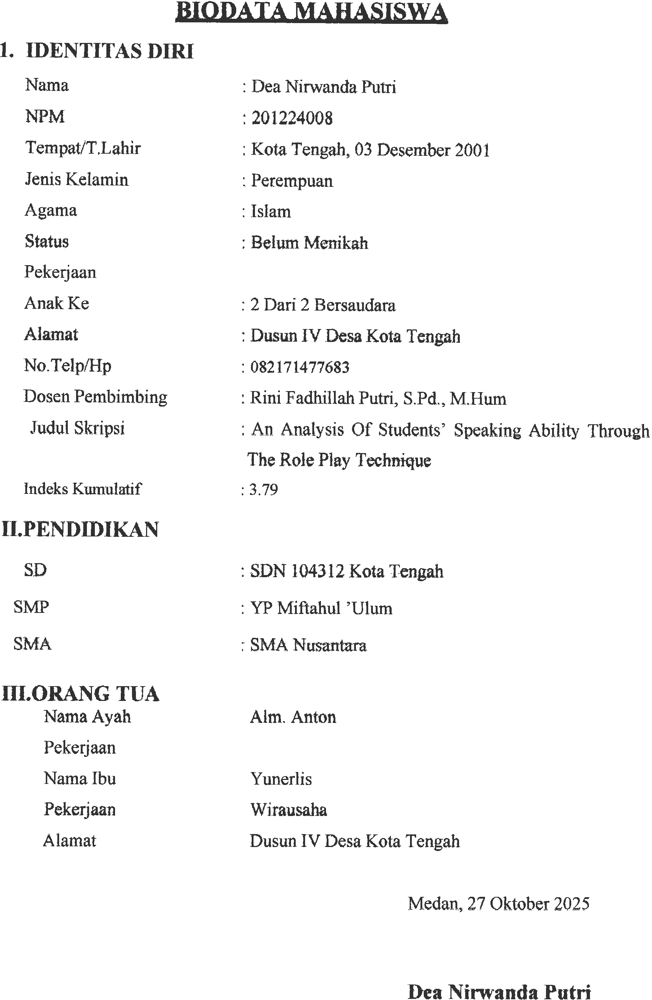 BIODATA MAHASISWA
1. IDENTITAS DIRI
Nama : Dea Nirwanda Putri
NPM : 201224008
Tempat/T.Lahir : Kota Tengah, 03 Desember 2001
Jenis Kelamin : Perempuan
Agama : Islam
Status : Belum Menikah
Pekerjaan
Anak Ke : 2 Dari 2 Bersaudara
Alamat : Dusun IV Desa Kota Tengah
No.Telp/Hp : 082171477683
Dosen Pembimbing : Rini Fadhillah Putri, S.Pd., M.Hum
Judul Skripsi : An Analysis Of Students’ Speaking Ability Through
The Role Play Technique
Indeks Kumulatif : 3.79
II.PENDIDIKAN
SD : SDN 104312 Kota Tengah
SMP : YP Miftahul ’Ulum
SMA : SMA Nusantara
III.ORANG TUA
Nama Ayah Alm. Anton
Pekerjaan
Nama Ibu Yunerlis
Pekerjaan Wirausaha
Alamat Dusun IV Desa Kota Tengah
Medan, 27 Oktober 2025
Dea Nirwanda Putri